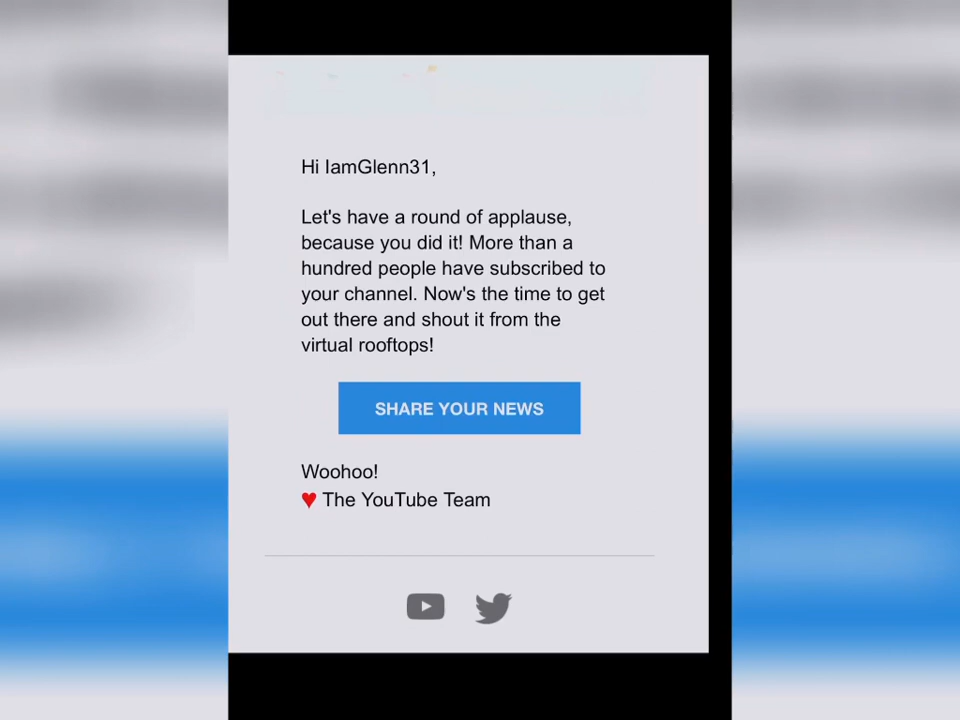 Hi IamGlenn31,
Let's have a round of applause,
because you did it! More than a
hundred people have subscribed to
your channel. Now's the time to get
out there and shout it from the
virtual rooftops!
SHARE YOUR NEWS
Woohoo!
♥ The YouTube Team